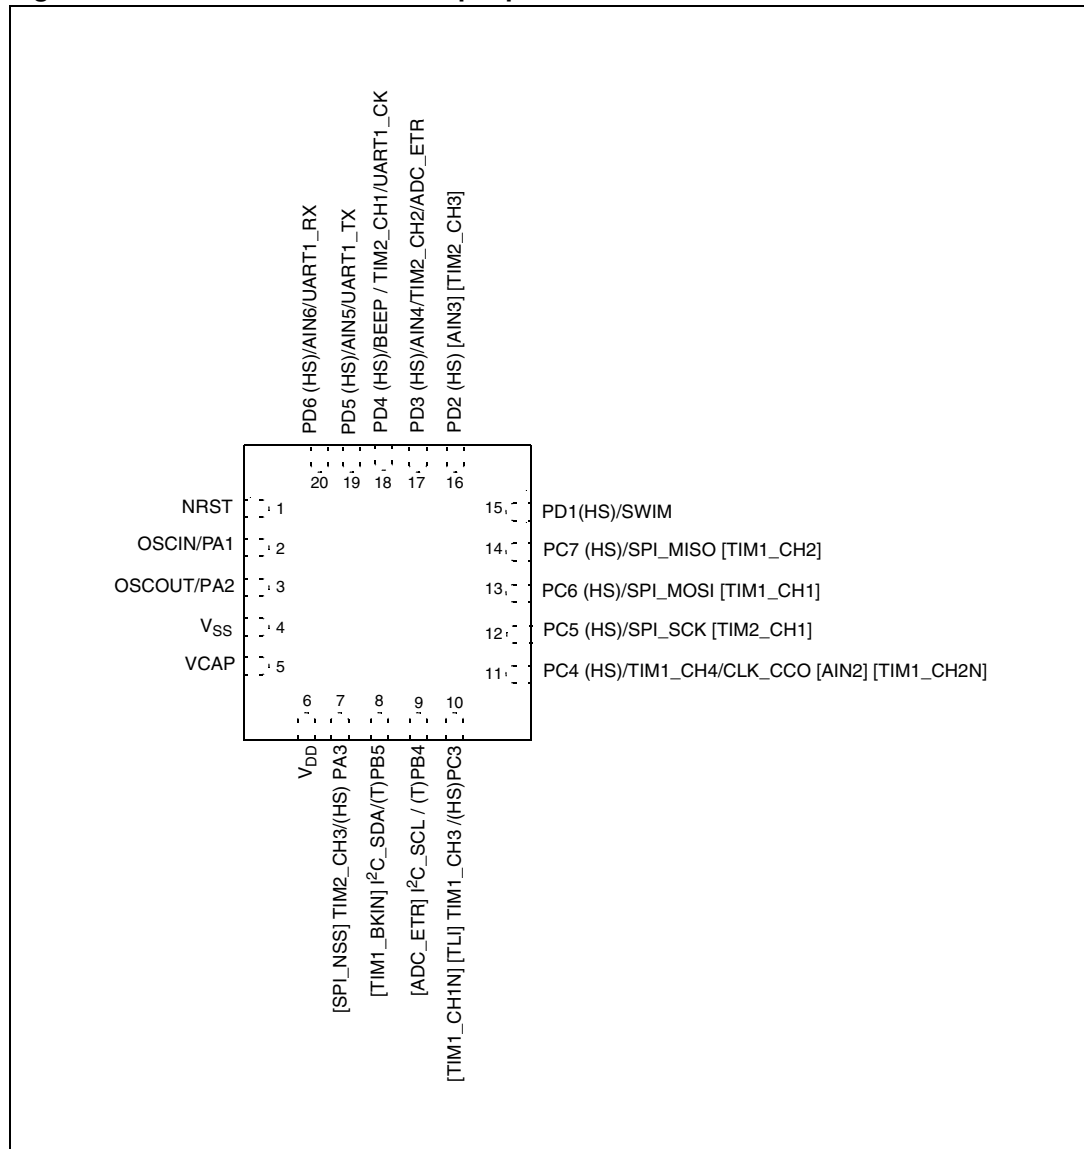 PD6 (HS)/AIN6/UART1_RX
PD5 (HS)/AIN5/UART1_TX
PD4 (HS)/BEEP / TIM2_CH1/UART1_CK
PD3 (HS)/AIN4/TIM2_CH2/ADC_ETR
PD2 (HS) [AIN3] [TIM2_CH3]
20 19 18 17 16
NRST 1
OSCIN/PA1 2
OSCOUT/PA2 3
VSS 4
VCAP 5
15 PD1(HS)/SWIM
14 PC7 (HS)/SPI_MISO [TIM1_CH2]
13 PC6 (HS)/SPI_MOSI [TIM1_CH1]
12 PC5 (HS)/SPI_SCK [TIM2_CH1]
11 PC4 (HS)/TIM1_CH4/CLK_CCO [AIN2] [TIM1_CH2N]
6 7 8 9 10
VDD
[SPI_NSS] TIM2_CH3/(HS) PA3
[TIM1_BKIN] I²C_SDA/(T)PB5
[ADC_ETR] I²C_SCL / (T)PB4
[TIM1_CH1N] [TLI] TIM1_CH3 /(HS)PC3